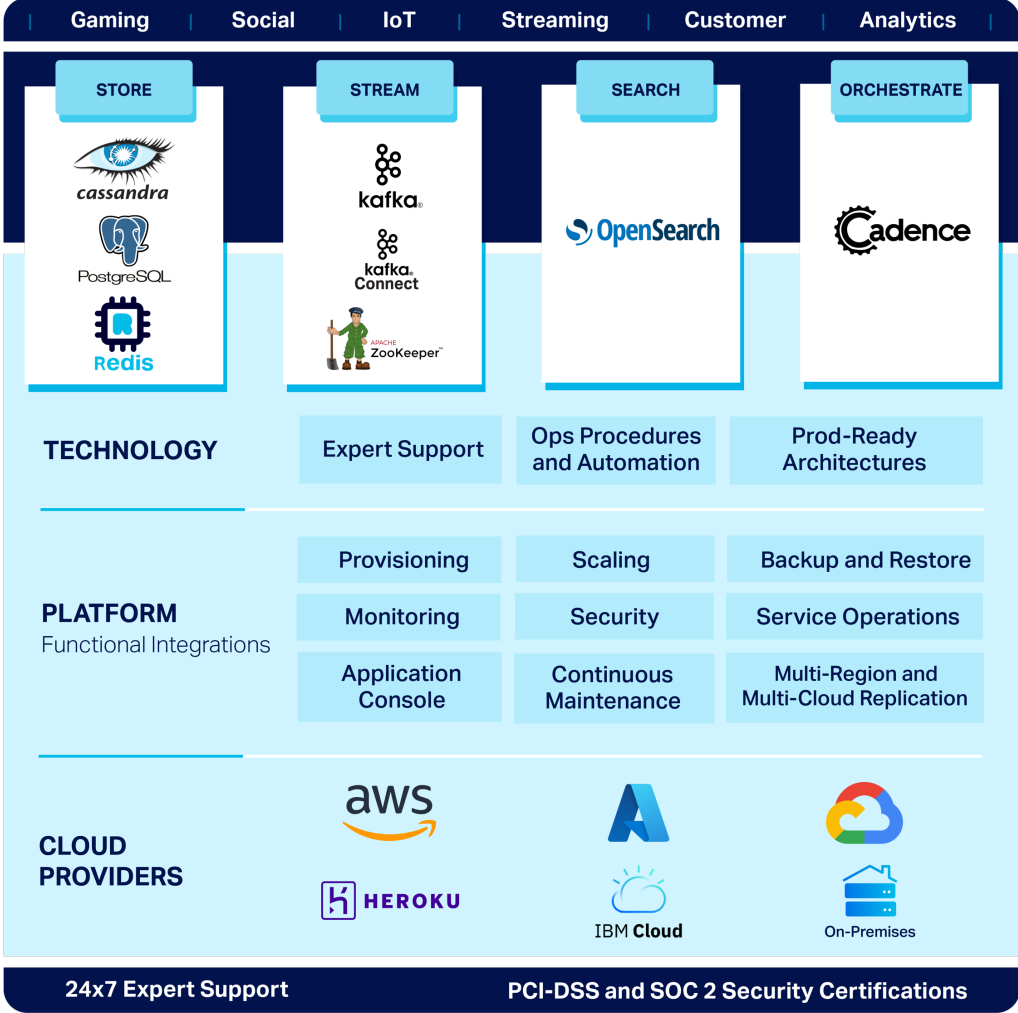 Gaming
Social
IoT
Streaming
Customer
Analytics
STORE
STREAM
SEARCH
ORCHESTRATE
cassandra
PostgreSQL
Redis
kafka®
kafka®
Connect
APACHE
ZooKeeper™
OpenSearch
Cadence
TECHNOLOGY
Expert Support
Ops Procedures
and Automation
Prod-Ready
Architectures
PLATFORM
Functional Integrations
Provisioning
Scaling
Backup and Restore
Monitoring
Security
Service Operations
Application
Console
Continuous
Maintenance
Multi-Region and
Multi-Cloud Replication
CLOUD
PROVIDERS
aws
HEROKU
IBM Cloud
On-Premises
24x7 Expert Support
PCI-DSS and SOC 2 Security Certifications